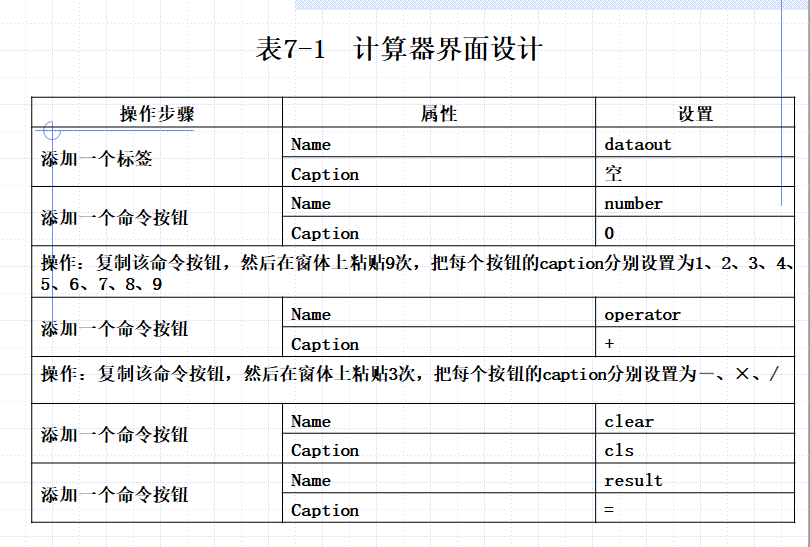 表7-1 计算器界面设计
操作步骤 属性 设置
添加一个标签 Name dataout
Caption 空
添加一个命令按钮 Name number
Caption 0
操作：复制该命令按钮，然后在窗体上粘贴9次，把每个按钮的caption分别设置为1、2、3、4、
5、6、7、8、9
添加一个命令按钮 Name operator
Caption +
操作：复制该命令按钮，然后在窗体上粘贴3次，把每个按钮的caption分别设置为－、×、/
添加一个命令按钮 Name clear
Caption cls
添加一个命令按钮 Name result
Caption =